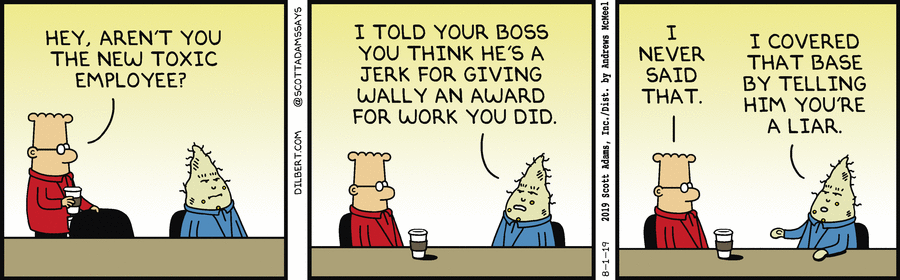 HEY, AREN'T YOU
THE NEW TOXIC
EMPLOYEE?
DILBERT.COM @SCOTTADAMSSAYS
I TOLD YOUR BOSS
YOU THINK HE'S A
JERK FOR GIVING
WALLY AN AWARD
FOR WORK YOU DID.
8-1-19 2019 Scott Adams, Inc./Dist. by Andrews McMeel
I
NEVER
SAID
THAT.
I COVERED
THAT BASE
BY TELLING
HIM YOU'RE
A LIAR.